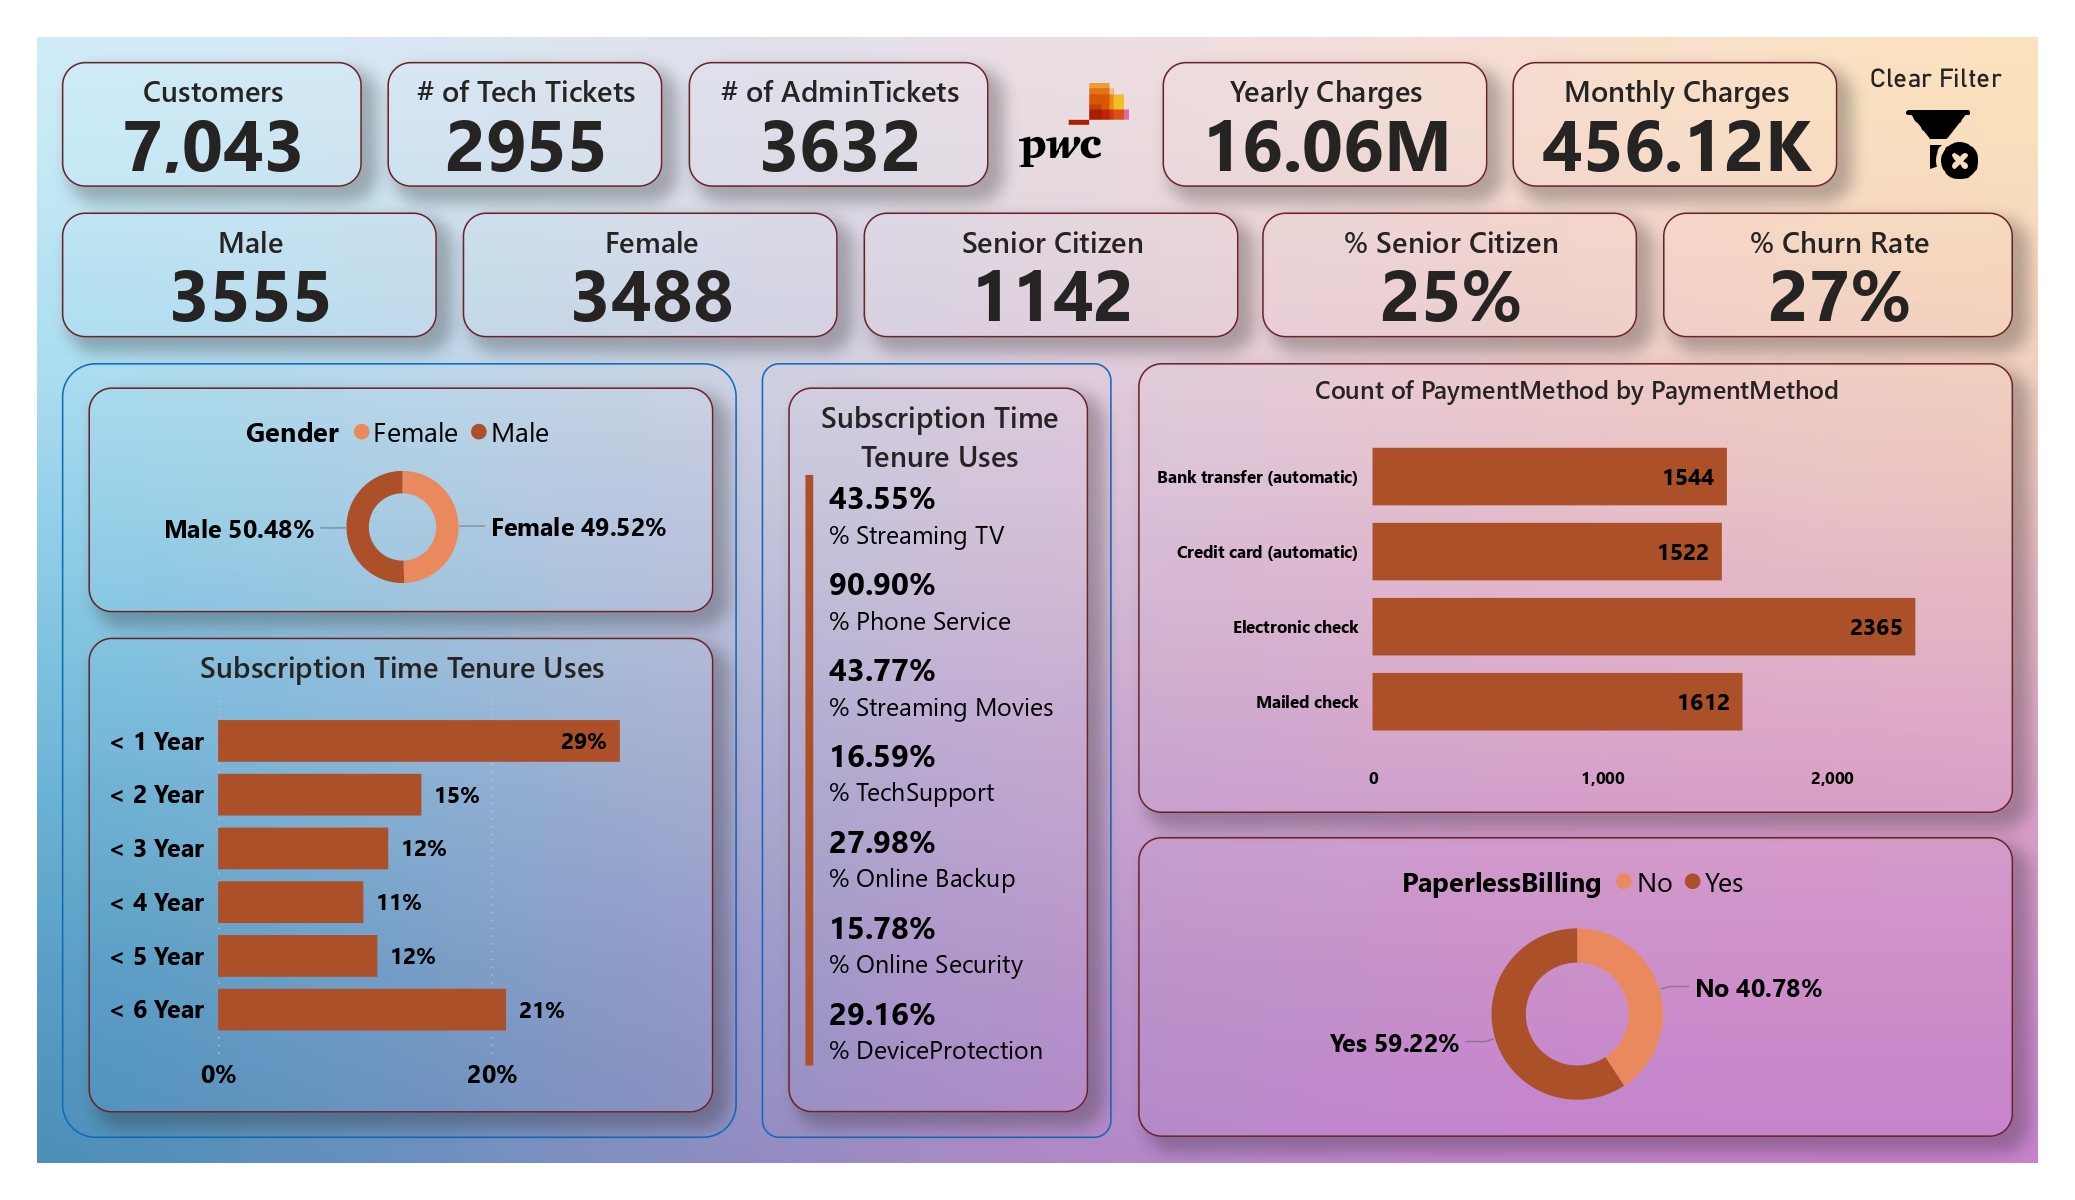 Customers
7,043
# of Tech Tickets
2955
# of AdminTickets
3632
pwc
Yearly Charges
16.06M
Monthly Charges
456.12K
Clear Filter
Male
3555
Female
3488
Senior Citizen
1142
% Senior Citizen
25%
% Churn Rate
27%
Gender Female Male
Male 50.48%
Female 49.52%
Subscription Time Tenure Uses
< 1 Year 29%
< 2 Year 15%
< 3 Year 12%
< 4 Year 11%
< 5 Year 12%
< 6 Year 21%
0% 20%
Subscription Time
Tenure Uses
43.55%
% Streaming TV
90.90%
% Phone Service
43.77%
% Streaming Movies
16.59%
% TechSupport
27.98%
% Online Backup
15.78%
% Online Security
29.16%
% DeviceProtection
Count of PaymentMethod by PaymentMethod
Bank transfer (automatic) 1544
Credit card (automatic) 1522
Electronic check 2365
Mailed check 1612
0 1,000 2,000
PaperlessBilling No Yes
No 40.78%
Yes 59.22%